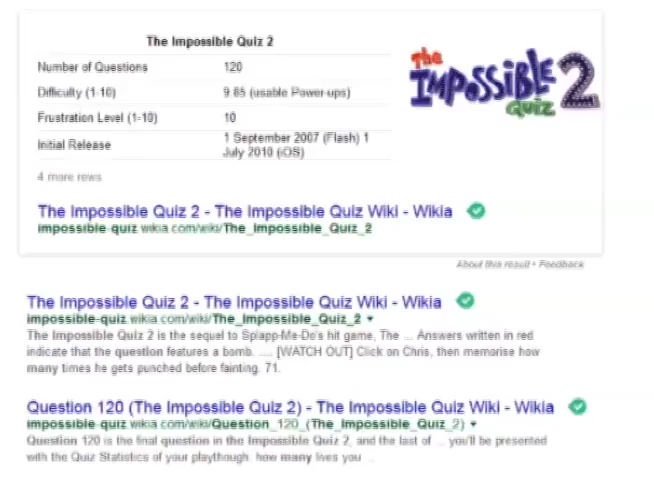 The Impossible Quiz 2
Number of Questions 120
Difficulty (1-10) 9.85 (usable Power-ups)
Frustration Level (1-10) 10
Initial Release 1 September 2007 (Flash) 1
July 2010 (iOS)
4 more rows
the IMPOSSIBLE QUIZ 2
The Impossible Quiz 2 - The Impossible Quiz Wiki - Wikia
impossible-quiz.wikia.com/wiki/The_Impossible_Quiz_2
About this result • Feedback
The Impossible Quiz 2 - The Impossible Quiz Wiki - Wikia
impossible-quiz.wikia.com/wiki/The_Impossible_Quiz_2
The Impossible Quiz 2 is the sequel to Splapp-Me-Do's hit game, The ... Answers written in red
indicate that the question features a bomb. ... [WATCH OUT] Click on Chris, then memorise how
many times he gets punched before fainting. 71.
Question 120 (The Impossible Quiz 2) - The Impossible Quiz Wiki - Wikia
impossible-quiz.wikia.com/wiki/Question_120_(The_Impossible_Quiz_2)
Question 120 is the final question in the Impossible Quiz 2, and the last of ... you'll be presented
with the Quiz Statistics of your playthough: how many lives you ...